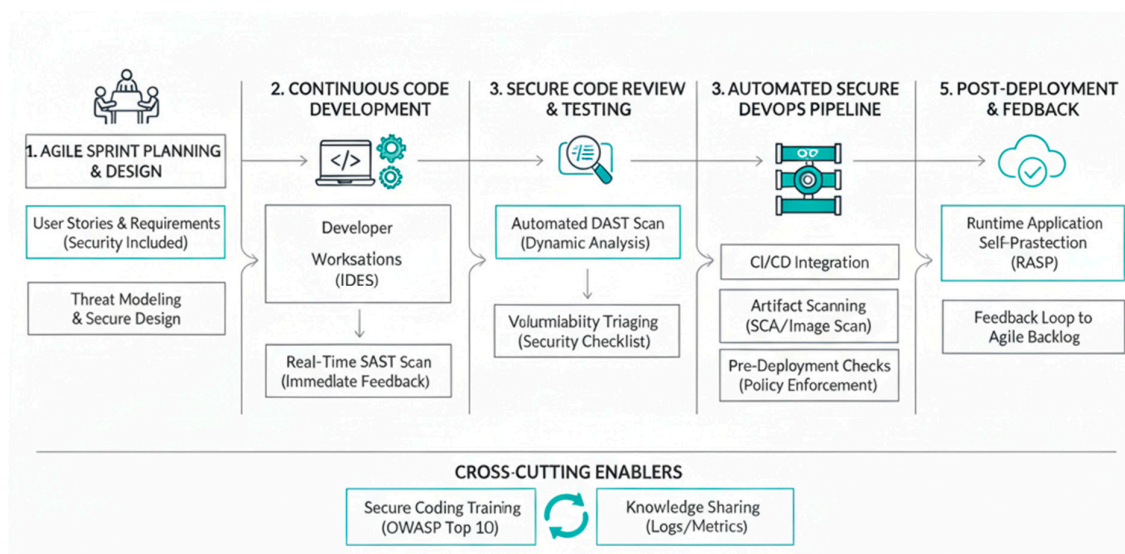 1. AGILE SPRINT PLANNING
& DESIGN
User Stories & Requirements
(Security Included)
Threat Modeling
& Secure Design
2. CONTINUOUS CODE
DEVELOPMENT
</>
Developer
Worksations
(IDES)
Real-Time SAST Scan
(Immedlate Feedback)
3. SECURE CODE REVIEW
& TESTING
Automated DAST Scan
(Dynamic Analysis)
Volumliabiity Triaging
(Security Checklist)
3. AUTOMATED SECURE
DEVOPS PIPELINE
CI/CD Integration
Artifact Scanning
(SCA/Image Scan)
Pre-Deployment Checks
(Policy Enforcement)
5. POST-DEPLOYMENT
& FEDBACK
Runtime Application
Self-Prastection
(RASP)
Feedback Loop to
Agile Backlog
CROSS-CUTTING ENABLERS
Secure Coding Training
(OWASP Top 10)
Knowledge Sharing
(Logs/Metrics)